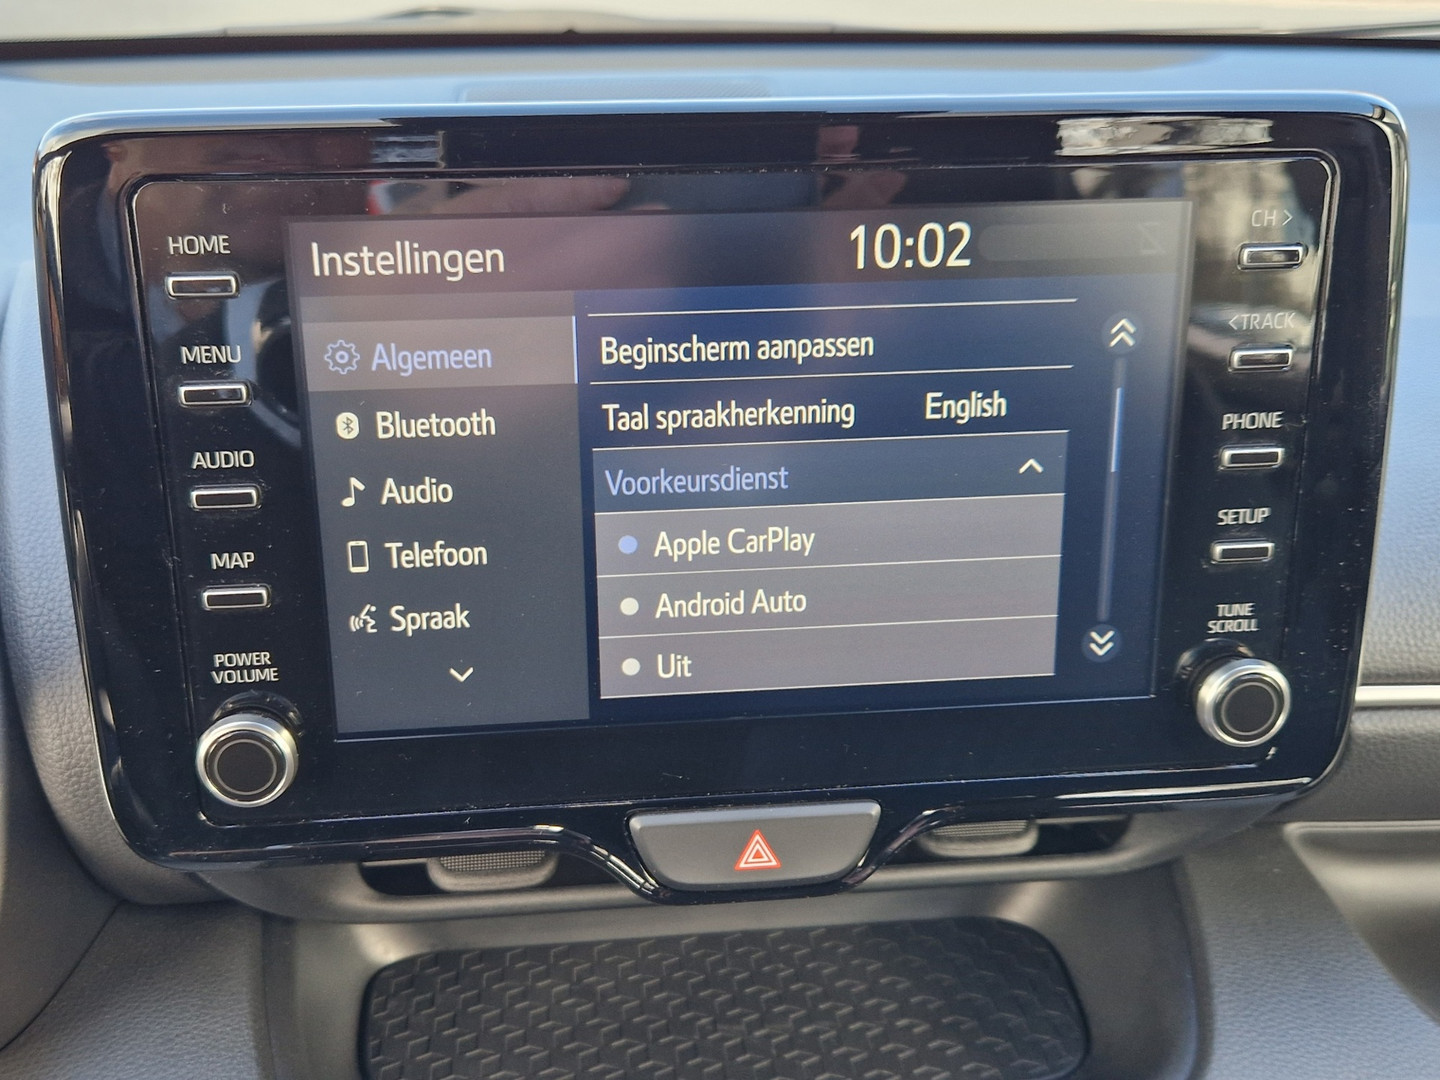 Instellingen 10:02
HOME
MENU
AUDIO
MAP
POWER
VOLUME
Algemeen
Bluetooth
Audio
Telefoon
Spraak
Beginscherm aanpassen
Taal spraakherkenning English
Voorkeursdienst
Apple CarPlay
Android Auto
Uit
CH >
< TRACK
PHONE
SETUP
TUNE
SCROLL